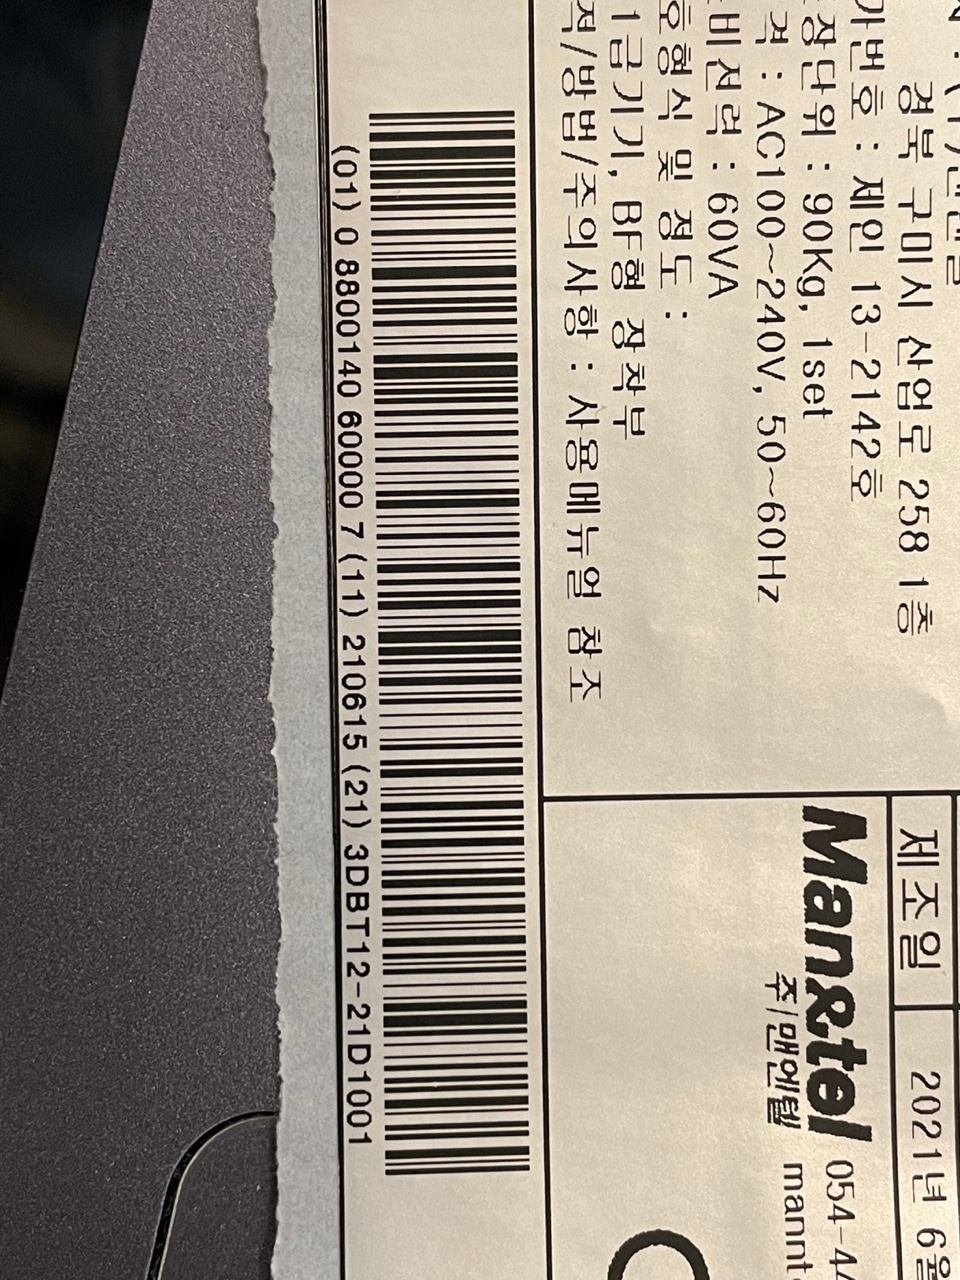 경북 구미시 산업로 258 1층
가번호 : 제인 13-2142호
장단위 : 90Kg, 1set
격 : AC100~240V, 50~60Hz
비전력 : 60VA
호형식 및 정도 :
1급기기, BF형 장착부
적/방법/주의사항 : 사용메뉴얼 참조
제조일
2021년 6월
Man&tel
주|맨엔텔
054-44
mannt
(01) 0 8800140 60000 7 (11) 210615 (21) 3DBT12-21D1001